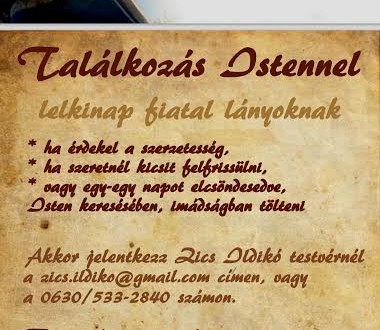 Találkozás Istennel
lelkinap fiatal lányoknak
* ha érdekel a szerzetesség,
* ha szeretnél kicsit felfrissülni,
* vagy egy-egy napot elcsöndesedve,
Isten keresésében, imádságban tölteni
Akkor jelentkezz Zics Ildikó testvérnél
a zics.ildiko@gmail.com címen, vagy
a 0630/533-2840 számon.